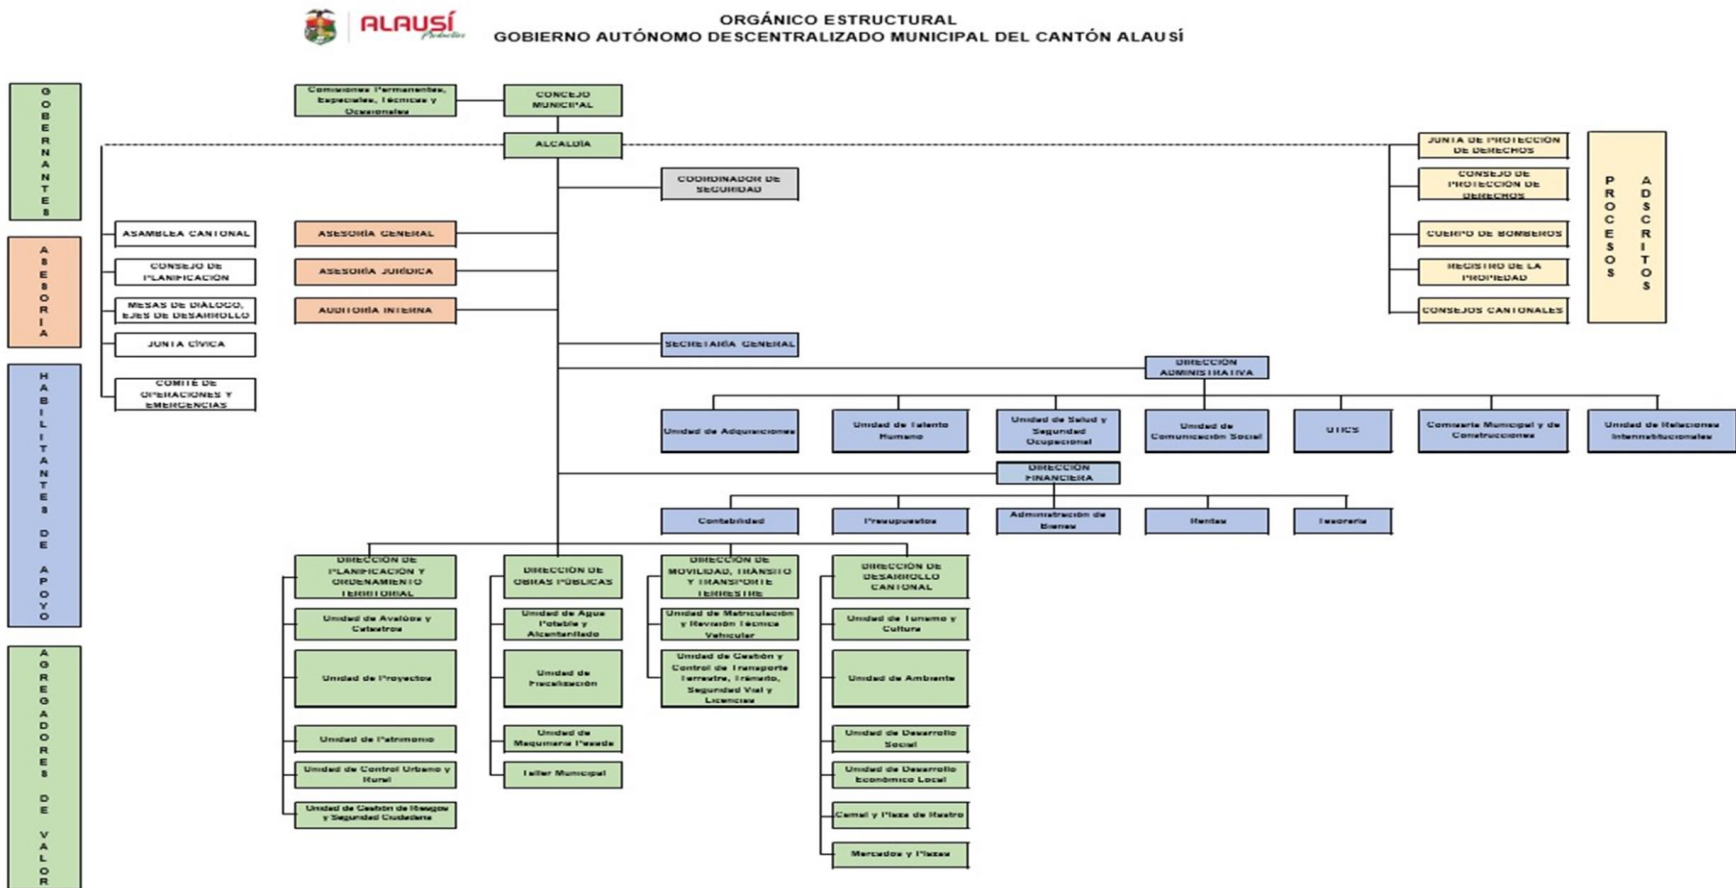 ALAUSÍ
Productivo
ORGÁNICO ESTRUCTURAL
GOBIERNO AUTÓNOMO DESCENTRALIZADO MUNICIPAL DEL CANTÓN ALAUSÍ
GOBERNANTES
Comisiones Permanentes,
Especiales, Técnicas y
Ocasionales
CONCEJO
MUNICIPAL
ALCALDÍA
COORDINADOR DE
SEGURIDAD
JUNTA DE PROTECCIÓN
DE DERECHOS
CONSEJO DE
PROTECCIÓN DE
DERECHOS
CUERPO DE BOMBEROS
REGISTRO DE LA
PROPIEDAD
CONSEJOS CANTONALES
PROCESOS
ADSCRITOS
ASESORIA
ASAMBLEA CANTONAL
CONSEJO DE
PLANIFICACIÓN
MESAS DE DIÁLOGO,
EJES DE DESARROLLO
JUNTA CÍVICA
COMITÉ DE
OPERACIONES Y
EMERGENCIAS
ASESORÍA GENERAL
ASESORÍA JURÍDICA
AUDITORÍA INTERNA
HABILITANTES DE APOYO
SECRETARÍA GENERAL
DIRECCIÓN
ADMINISTRATIVA
Unidad de Adquisiciones
Unidad de Talento
Humano
Unidad de Salud y
Seguridad
Ocupacional
Unidad de
Comunicación Social
UTICS
Comisaría Municipal y de
Construcciones
Unidad de Relaciones
Interinstitucionales
DIRECCIÓN
FINANCIERA
Contabilidad
Presupuestos
Administración de
Bienes
Rentas
Tesorería
AGREGADORES DE VALOR
DIRECCIÓN DE
PLANIFICACIÓN Y
ORDENAMIENTO
TERRITORIAL
Unidad de Avalúos y
Catastros
Unidad de Proyectos
Unidad de Patrimonio
Unidad de Control Urbano y
Rural
Unidad de Gestión de Riesgos
y Seguridad Ciudadana
DIRECCIÓN DE
OBRAS PÚBLICAS
Unidad de Agua
Potable y
Alcantarillado
Unidad de
Fiscalización
Unidad de
Maquinaria Pesada
Taller Municipal
DIRECCIÓN DE
MOVILIDAD, TRÁNSITO
Y TRANSPORTE
TERRESTRE
Unidad de Matriculación
y Revisión Técnica
Vehicular
Unidad de Gestión y
Control de Transporte
Terrestre, Tránsito,
Seguridad Vial y
Licencias
DIRECCIÓN DE
DESARROLLO
CANTONAL
Unidad de Turismo y
Cultura
Unidad de Ambiente
Unidad de Desarrollo
Social
Unidad de Desarrollo
Económico Local
Camal y Plaza de Rastro
Mercados y Plazas